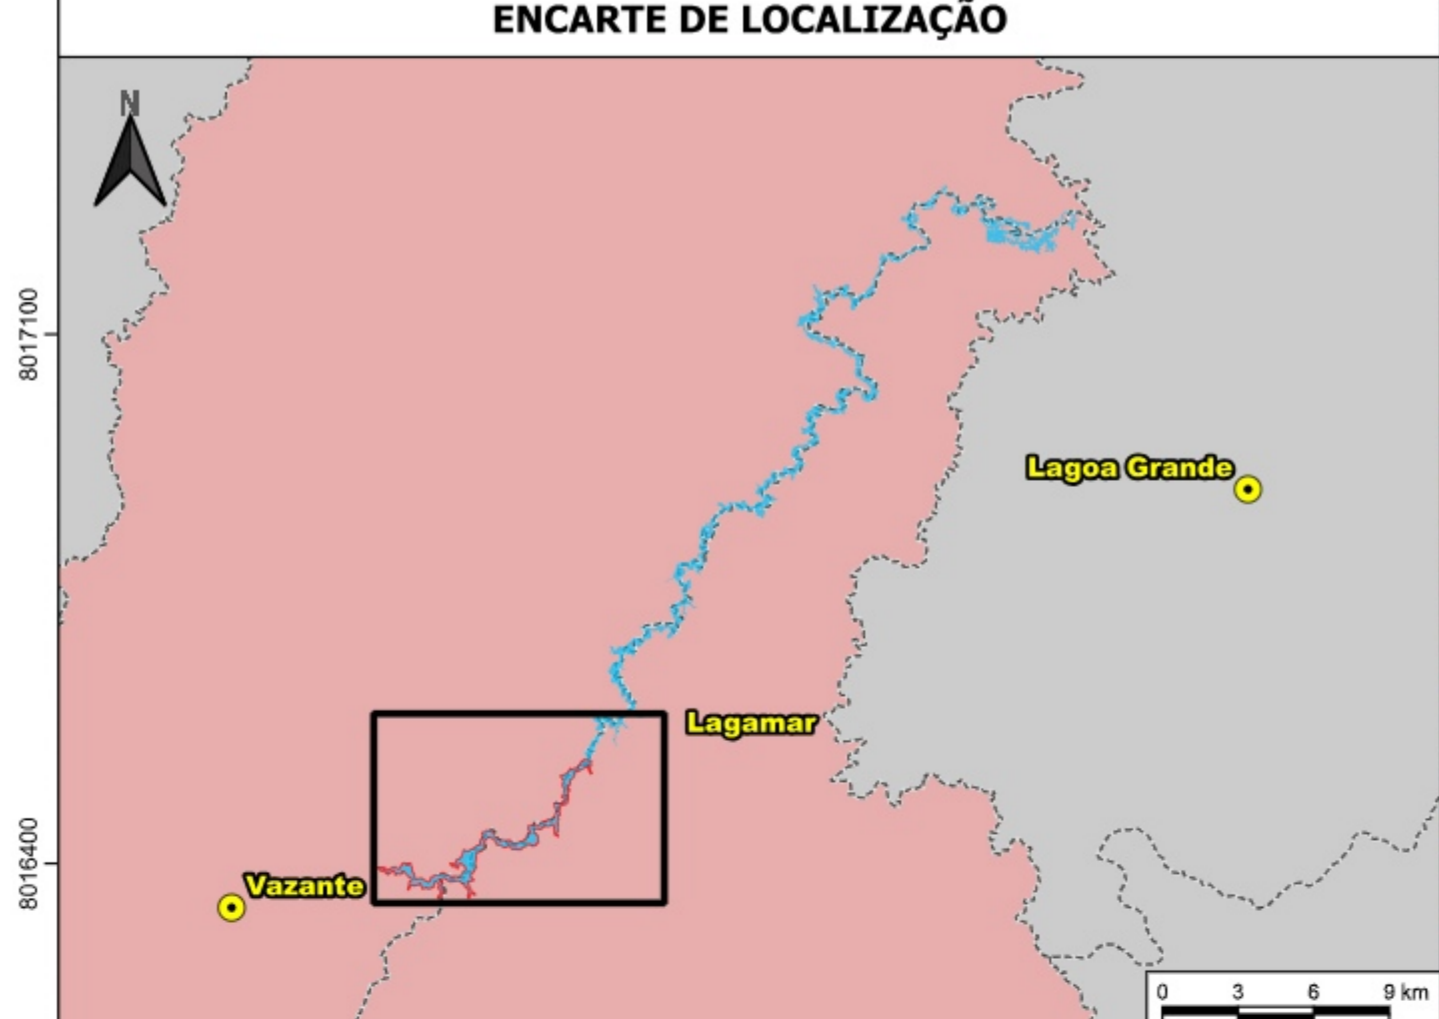 ENCARTE DE LOCALIZAÇÃO
N
8017100
Lagoa Grande
Lagamar
8016400
Vazante
0 3 6 9 km